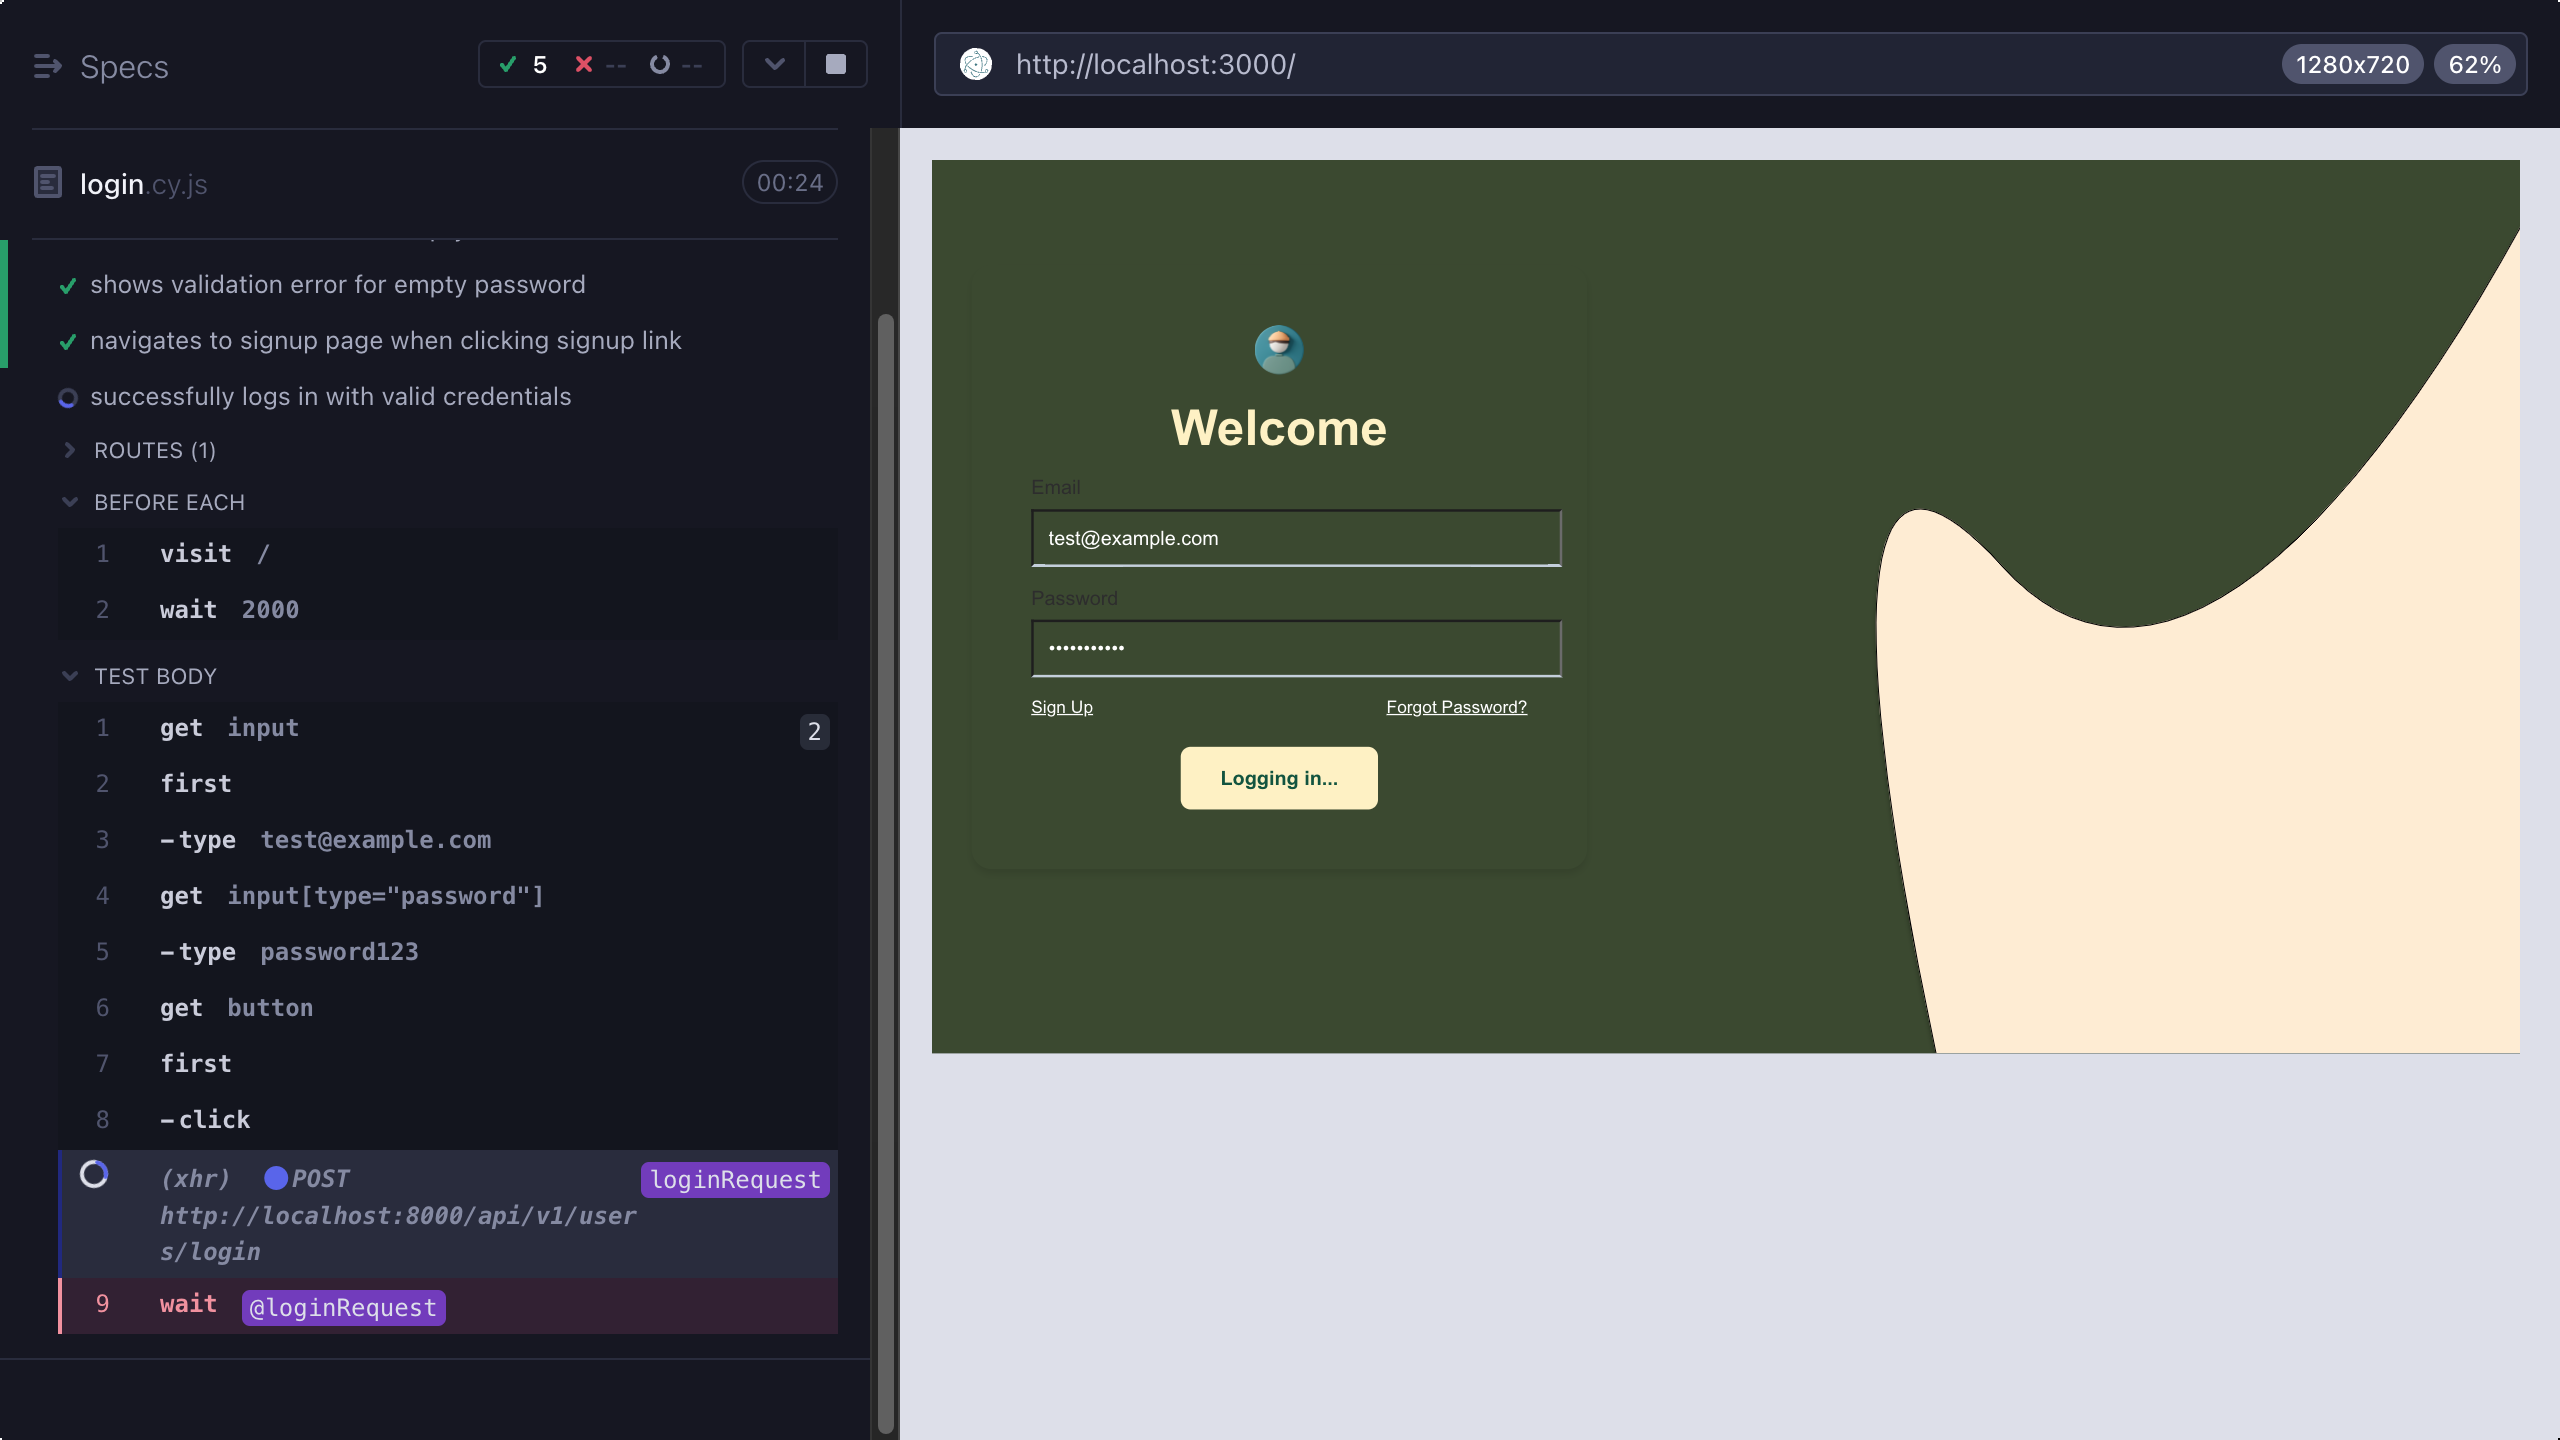 Specs
5
--
--
login.cy.js
00:24
shows validation error for empty password
navigates to signup page when clicking signup link
successfully logs in with valid credentials
ROUTES (1)
BEFORE EACH
1 visit /
2 wait 2000
TEST BODY
1 get input 2
2 first
3 -type test@example.com
4 get input[type="password"]
5 -type password123
6 get button
7 first
8 -click
(xhr) POST loginRequest
http://localhost:8000/api/v1/user
s/login
9 wait @loginRequest
http://localhost:3000/
1280x720
62%
Welcome
Email
test@example.com
Password
•••••••••••
Sign Up
Forgot Password?
Logging in...